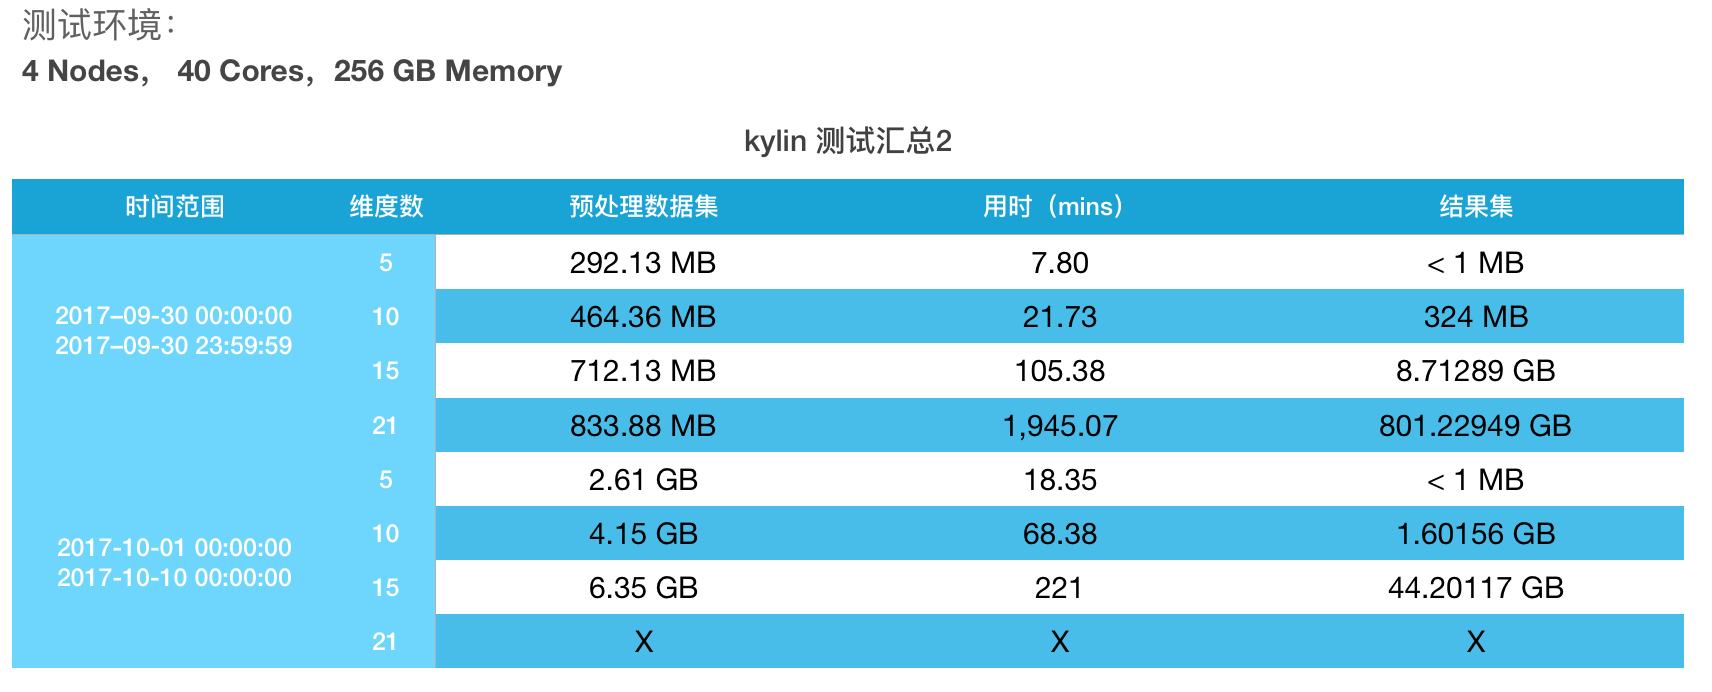 测试环境：
4 Nodes， 40 Cores，256 GB Memory
kylin 测试汇总2
时间范围 维度数 预处理数据集 用时（mins） 结果集
5 292.13 MB 7.80 < 1 MB
2017–09-30 00:00:00
2017–09-30 23:59:59
10 464.36 MB 21.73 324 MB
15 712.13 MB 105.38 8.71289 GB
21 833.88 MB 1,945.07 801.22949 GB
5 2.61 GB 18.35 < 1 MB
2017-10-01 00:00:00
2017-10-10 00:00:00
10 4.15 GB 68.38 1.60156 GB
15 6.35 GB 221 44.20117 GB
21 X X X